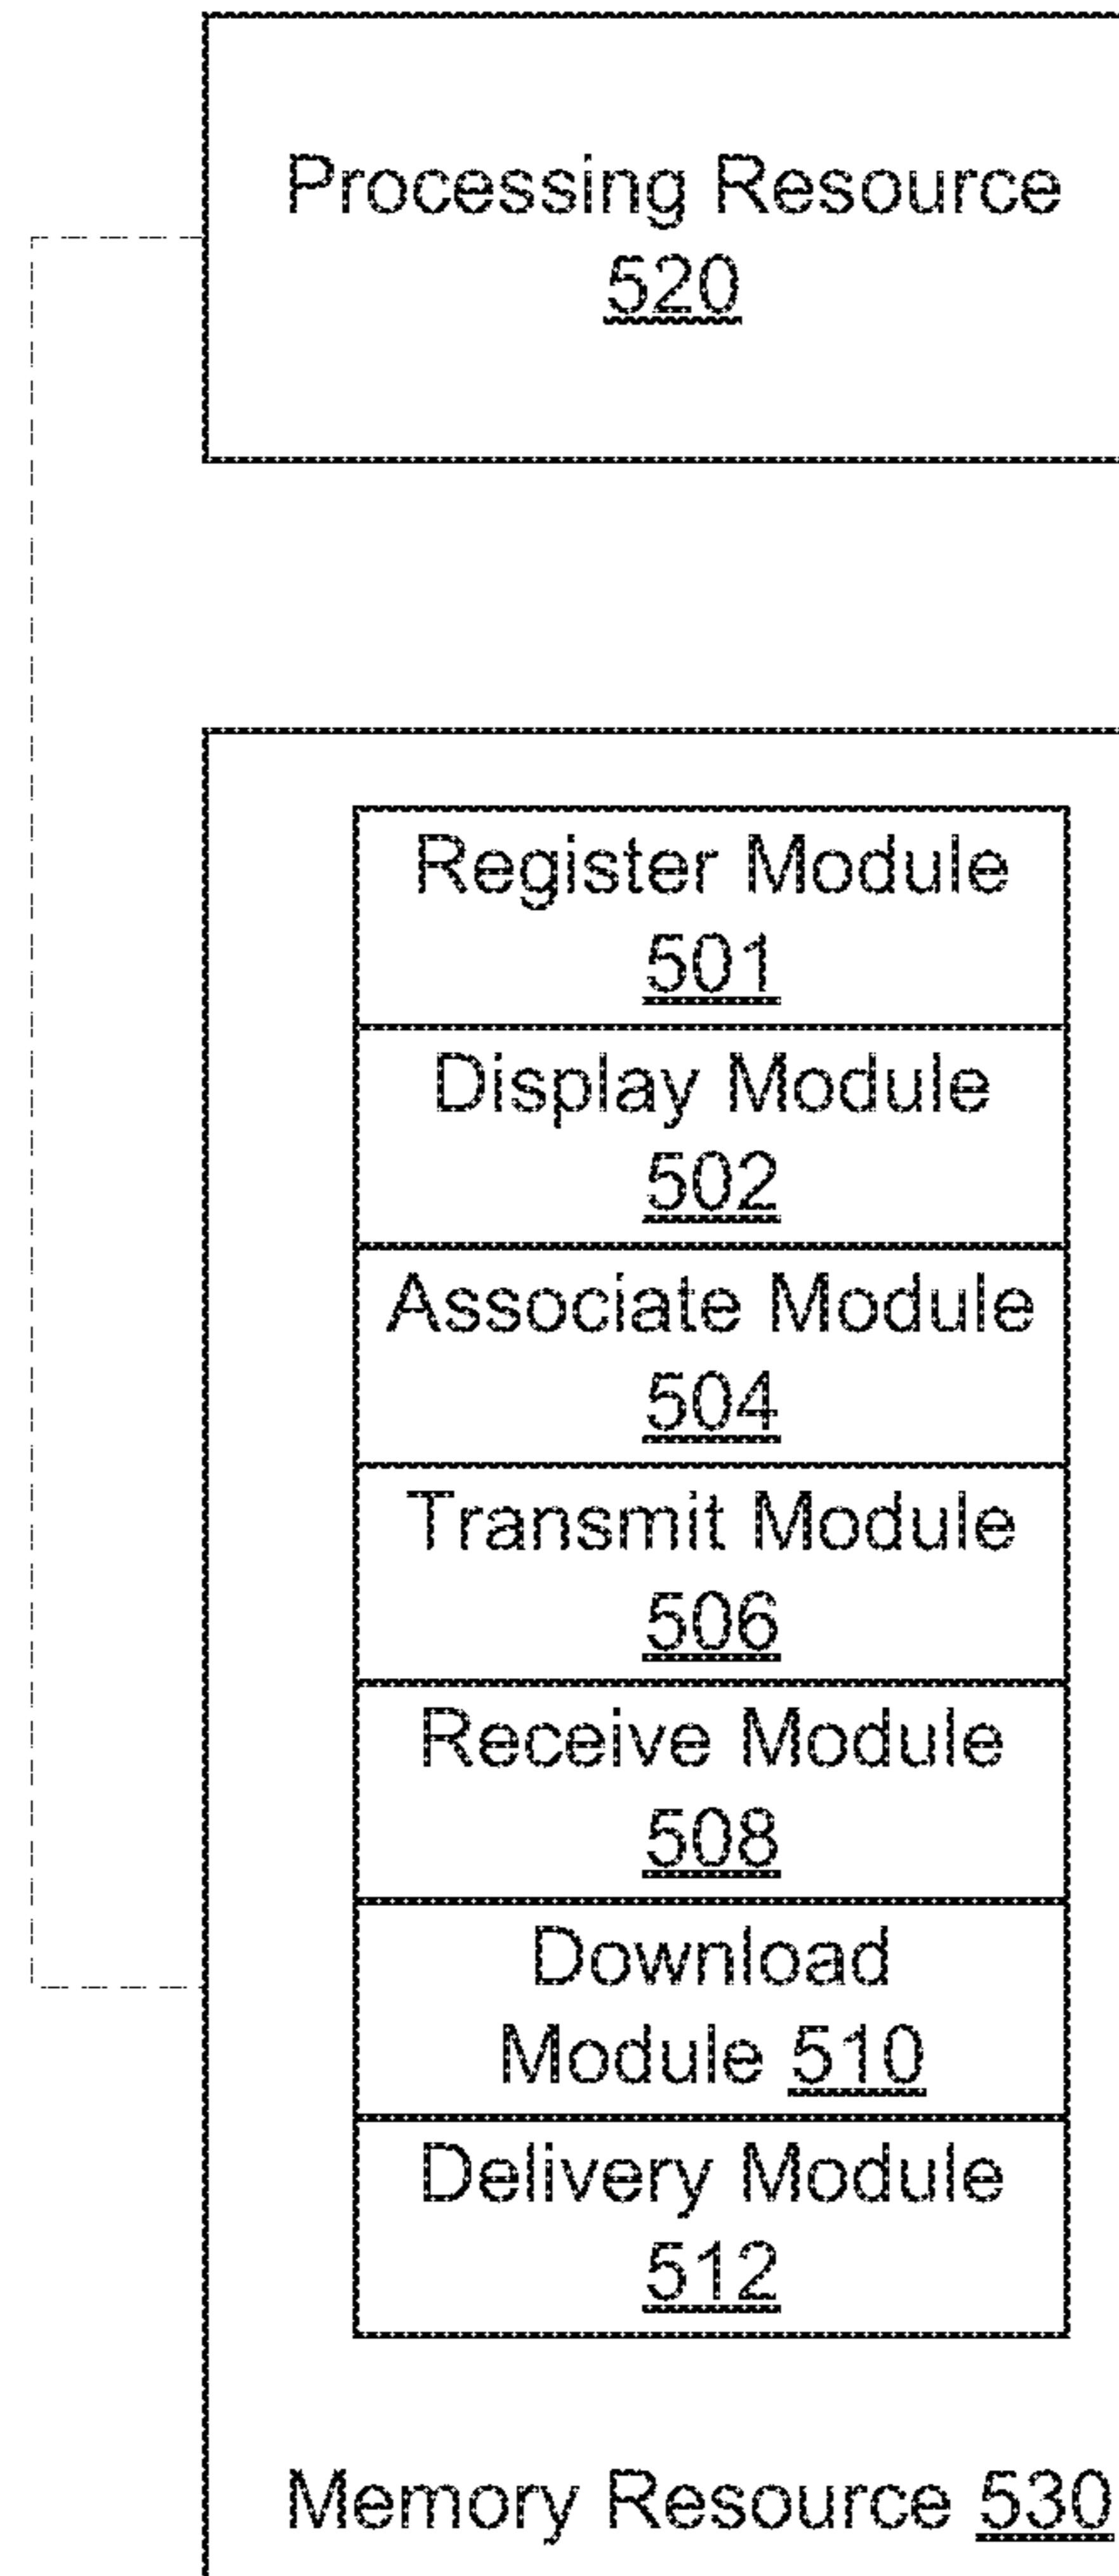 Processing Resource
520
Register Module
501
Display Module
502
Associate Module
504
Transmit Module
506
Receive Module
508
Download
Module 510
Delivery Module
512
Memory Resource 530